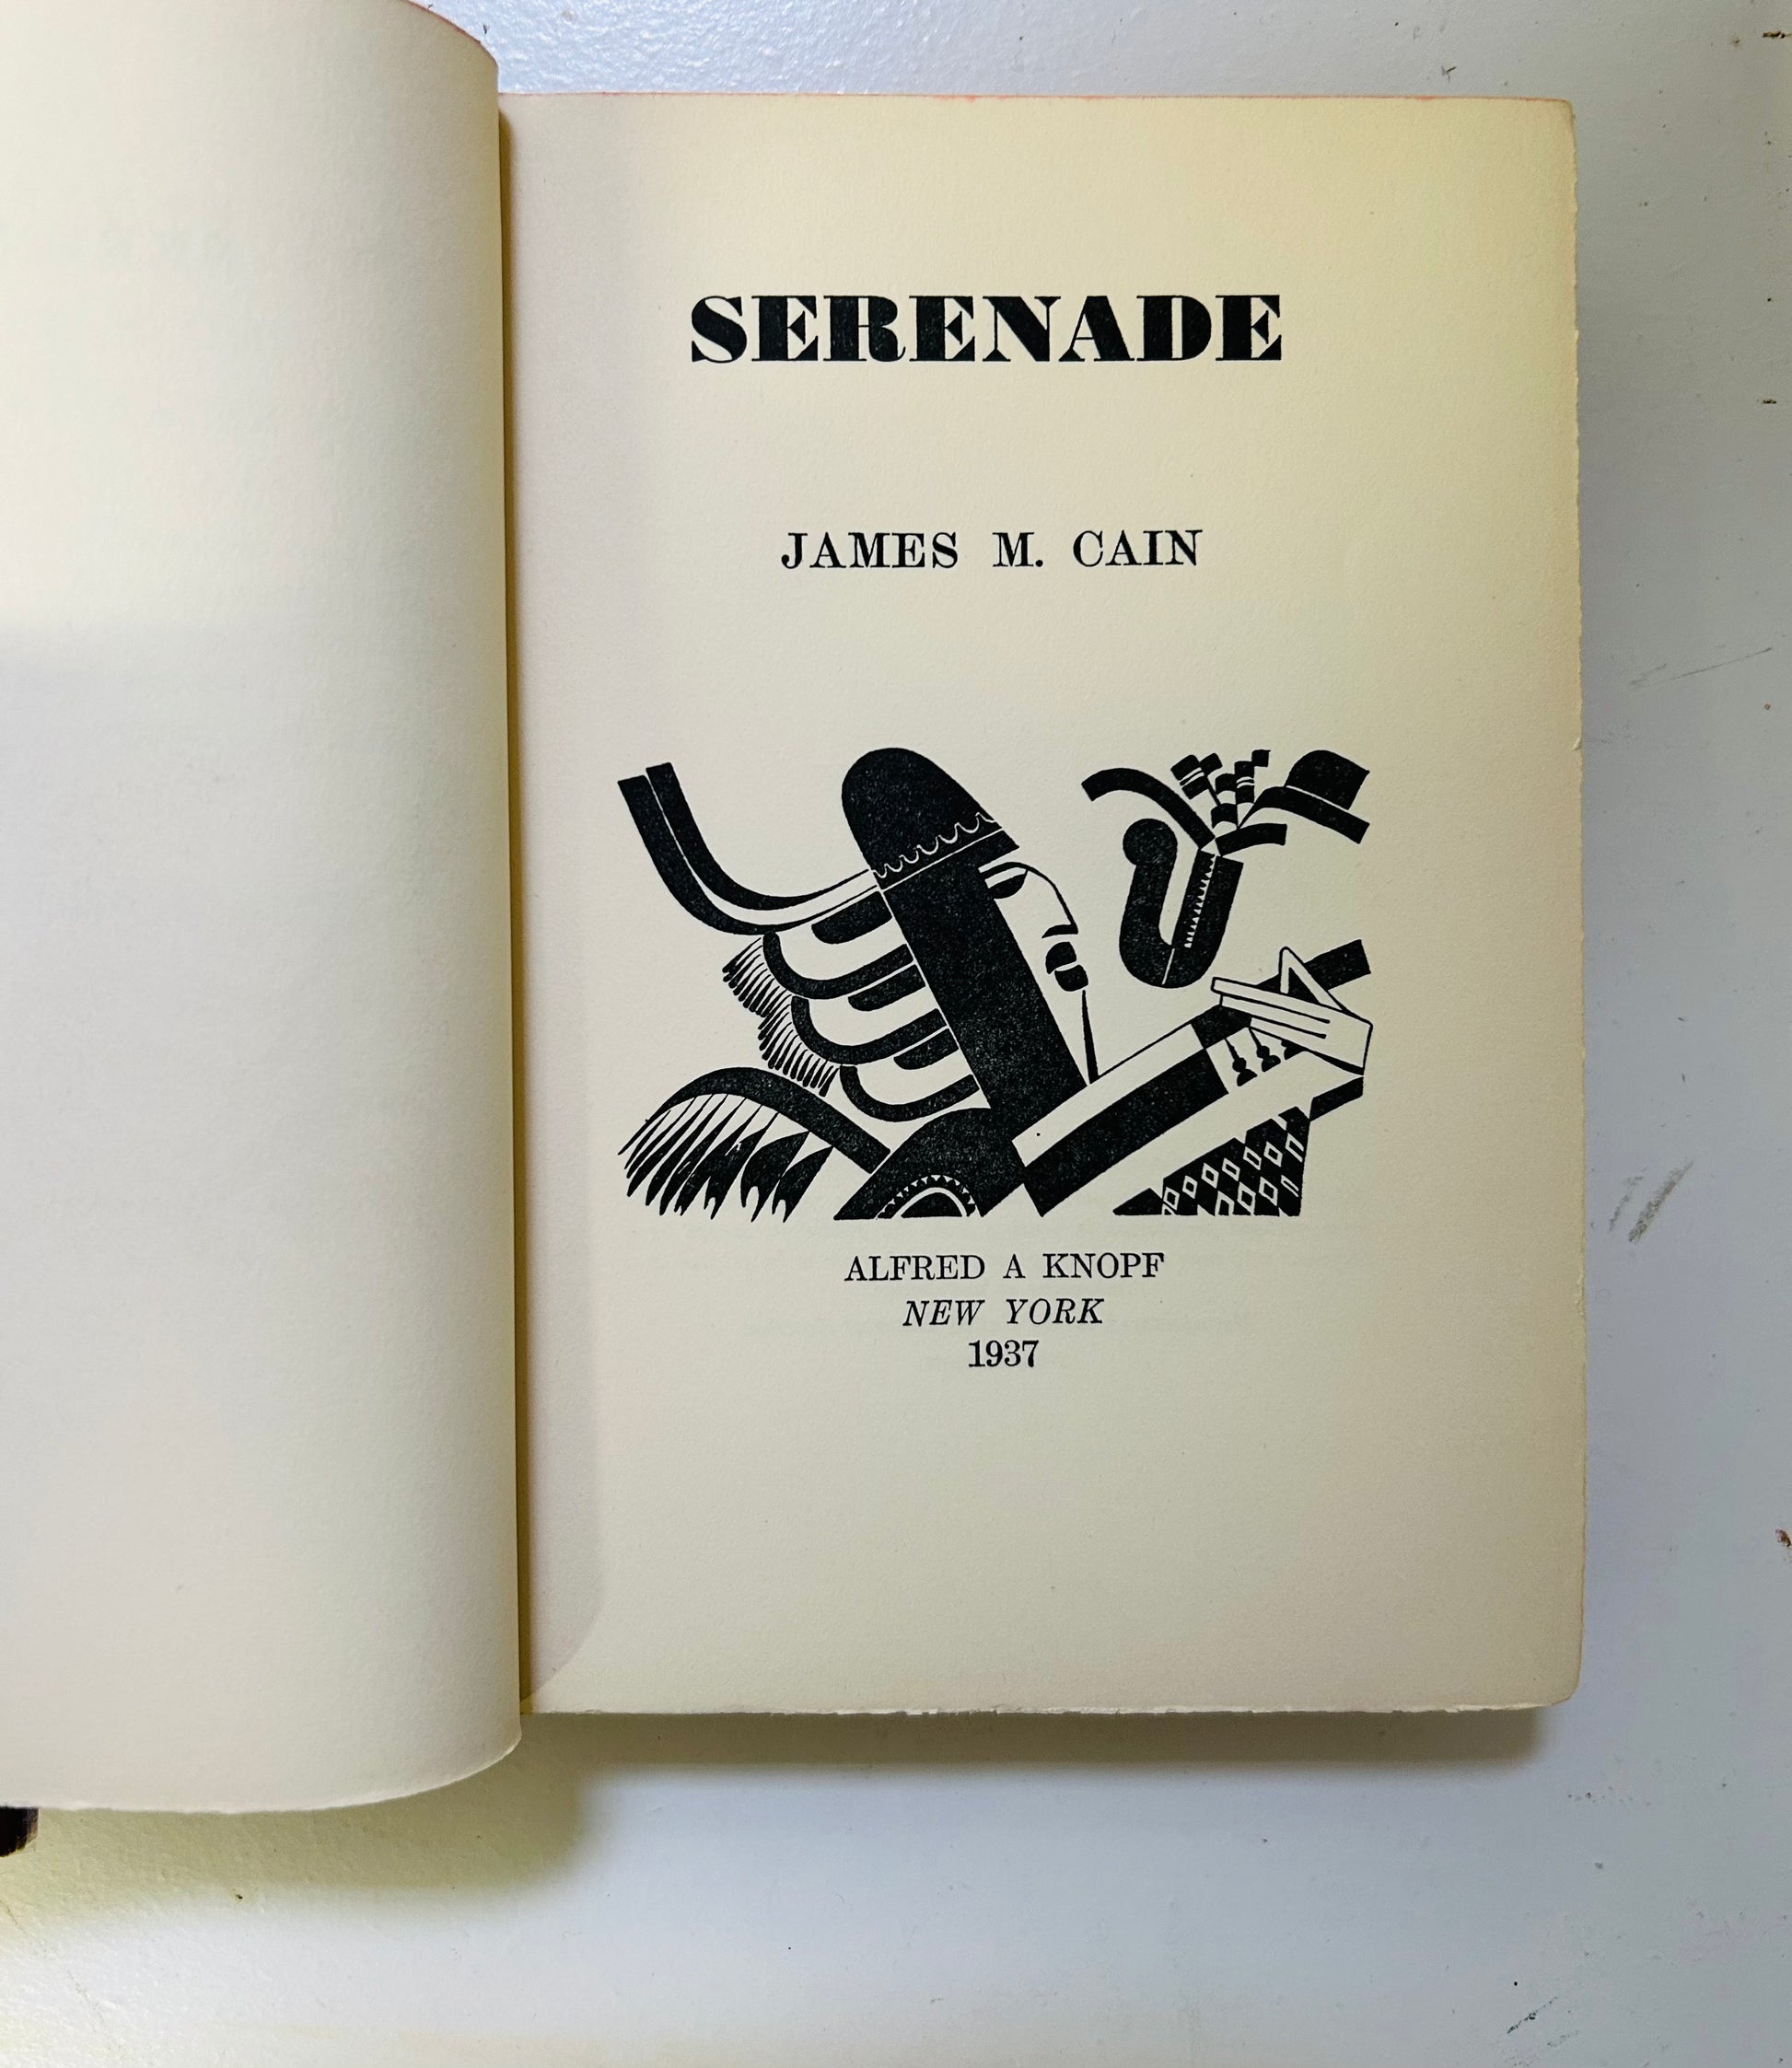 SERENADE
JAMES M. CAIN
ALFRED A KNOPF
NEW YORK
1937